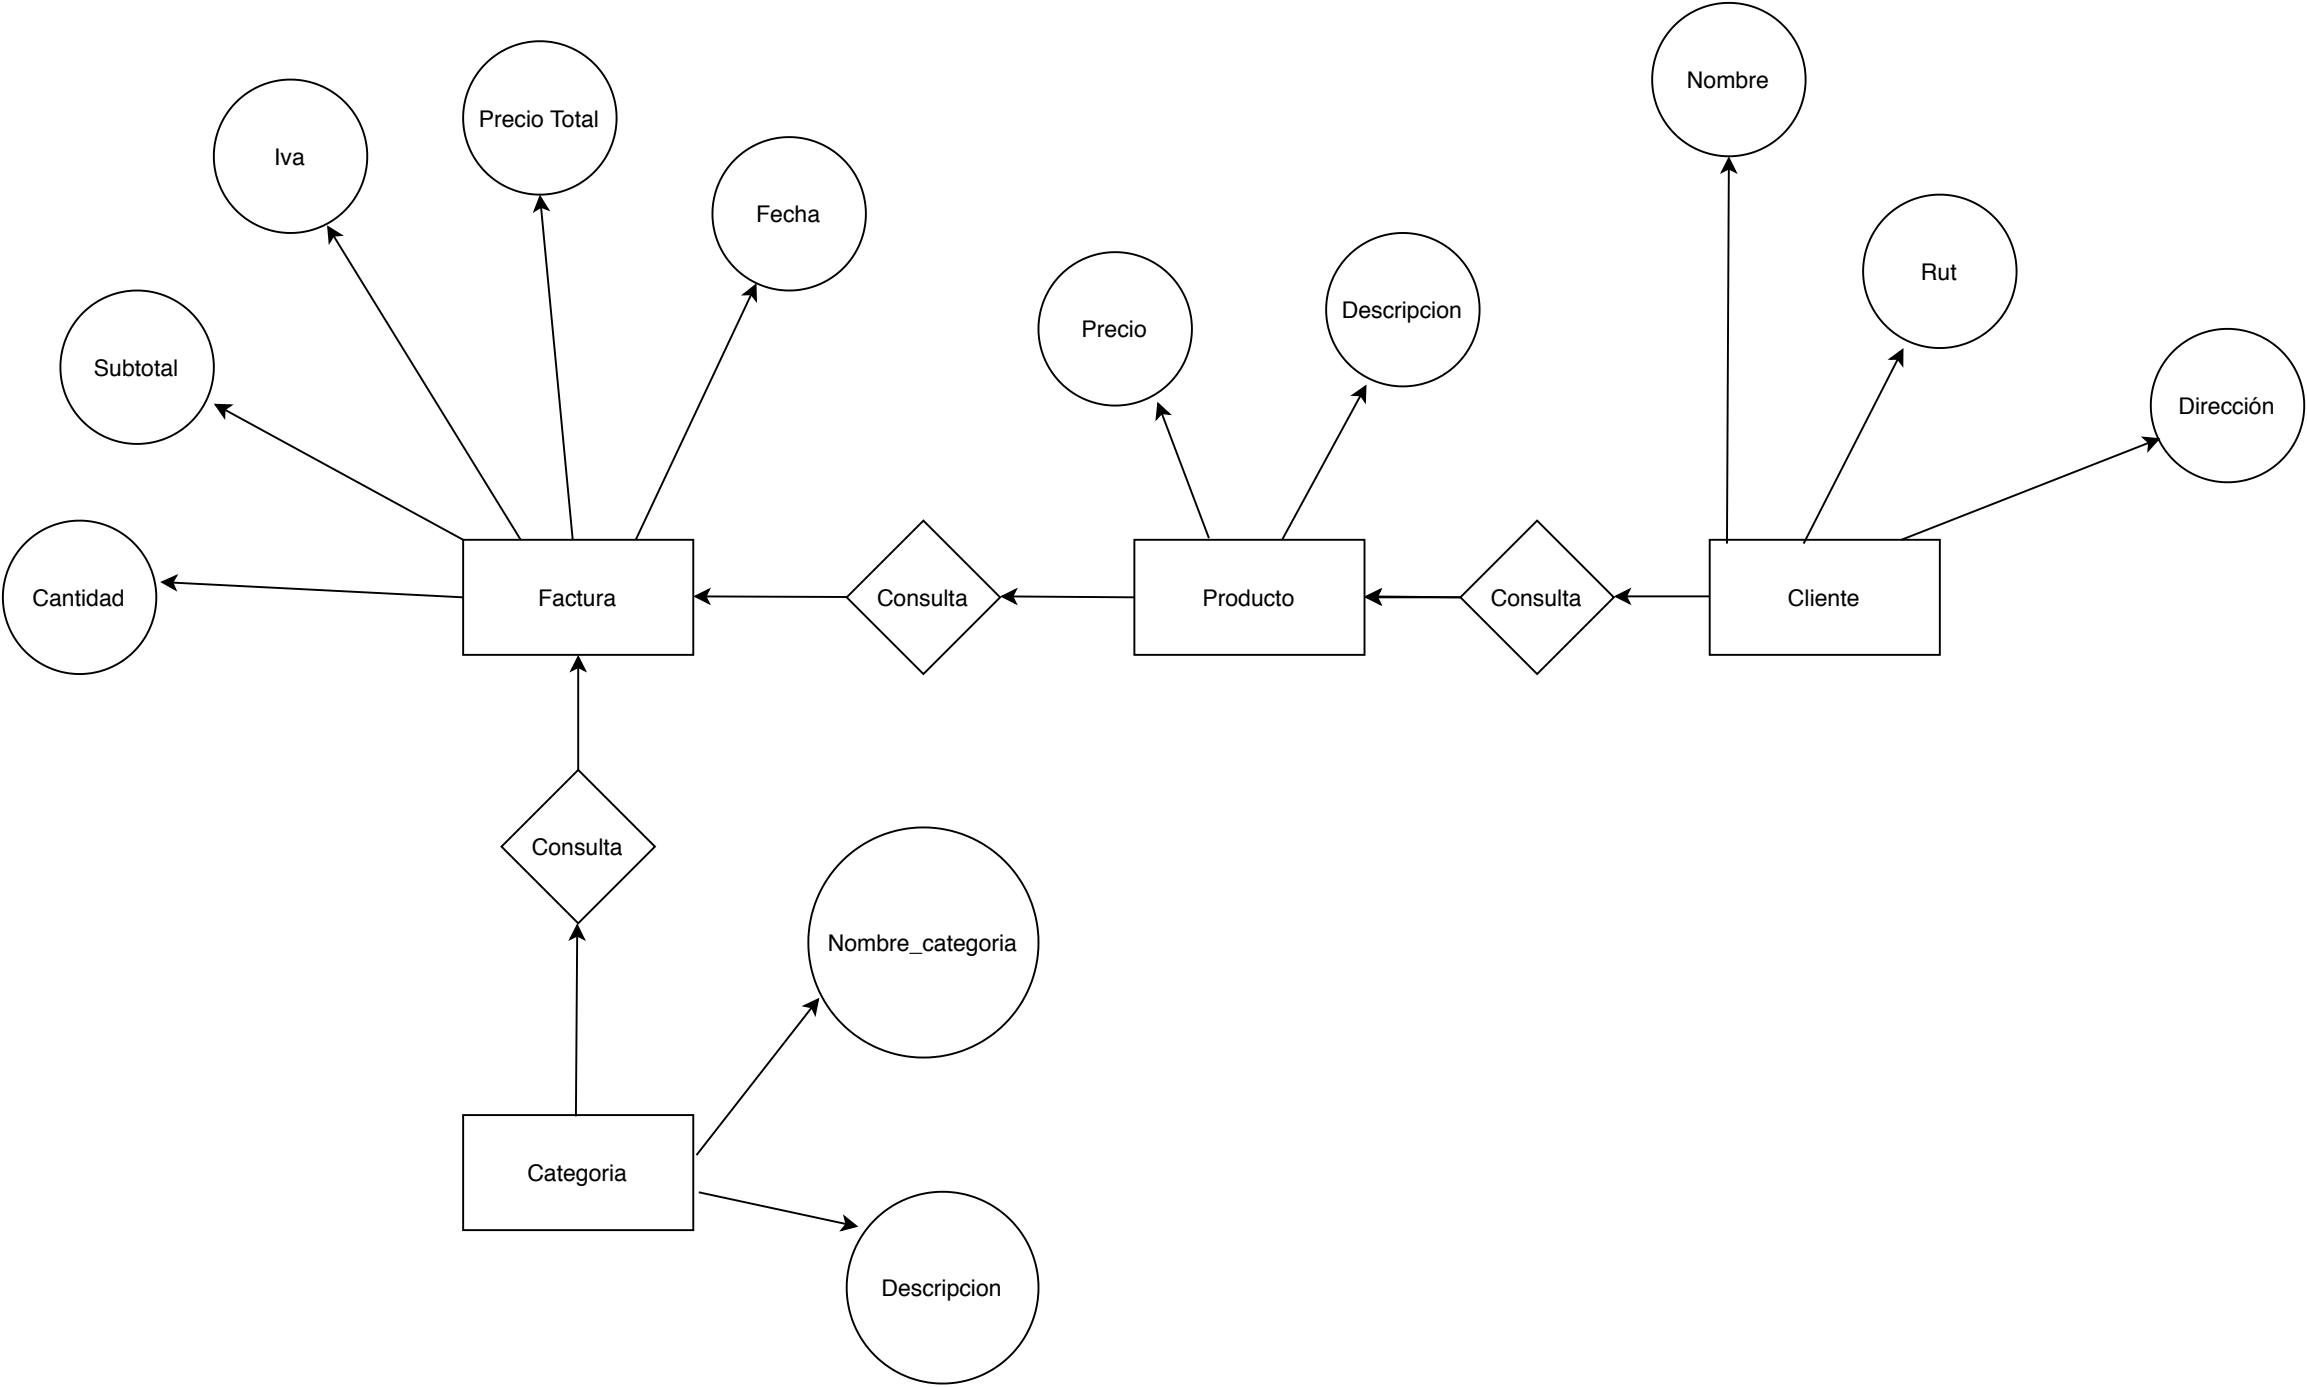 Nombre
Precio Total
Iva
Fecha
Rut
Descripcion
Precio
Subtotal
Dirección
Cantidad
Factura
Consulta
Producto
Consulta
Cliente
Consulta
Nombre_categoria
Categoria
Descripcion